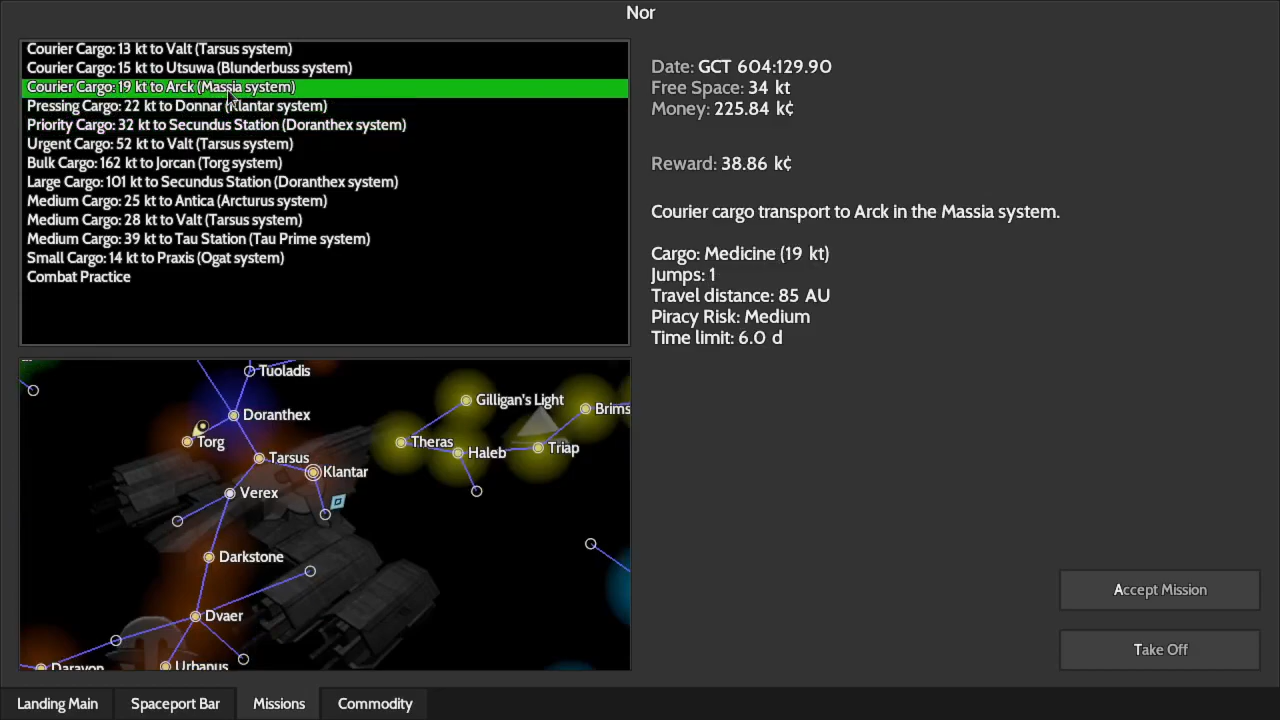 Nor
Courier Cargo: 13 kt to Valt (Tarsus system)
Courier Cargo: 15 kt to Utsuwa (Blunderbuss system)
Courier Cargo: 19 kt to Arck (Massia system)
Pressing Cargo: 22 kt to Donnar (Klantar system)
Priority Cargo: 32 kt to Secundus Station (Doranthex system)
Urgent Cargo: 52 kt to Valt (Tarsus system)
Bulk Cargo: 162 kt to Jorcan (Torg system)
Large Cargo: 101 kt to Secundus Station (Doranthex system)
Medium Cargo: 25 kt to Antica (Arcturus system)
Medium Cargo: 28 kt to Valt (Tarsus system)
Medium Cargo: 39 kt to Tau Station (Tau Prime system)
Small Cargo: 14 kt to Praxis (Ogat system)
Combat Practice
Date: GCT 604:129.90
Free Space: 34 kt
Money: 225.84 k¢
Reward: 38.86 k¢
Courier cargo transport to Arck in the Massia system.
Cargo: Medicine (19 kt)
Jumps: 1
Travel distance: 85 AU
Piracy Risk: Medium
Time limit: 6.0 d
Tuoladis
Doranthex
Gilligan's Light
Brims
Torg
Theras
Haleb
Triap
Tarsus
Klantar
Verex
Darkstone
Dvaer
Daravon
Urbanus
Accept Mission
Take Off
Landing Main
Spaceport Bar
Missions
Commodity